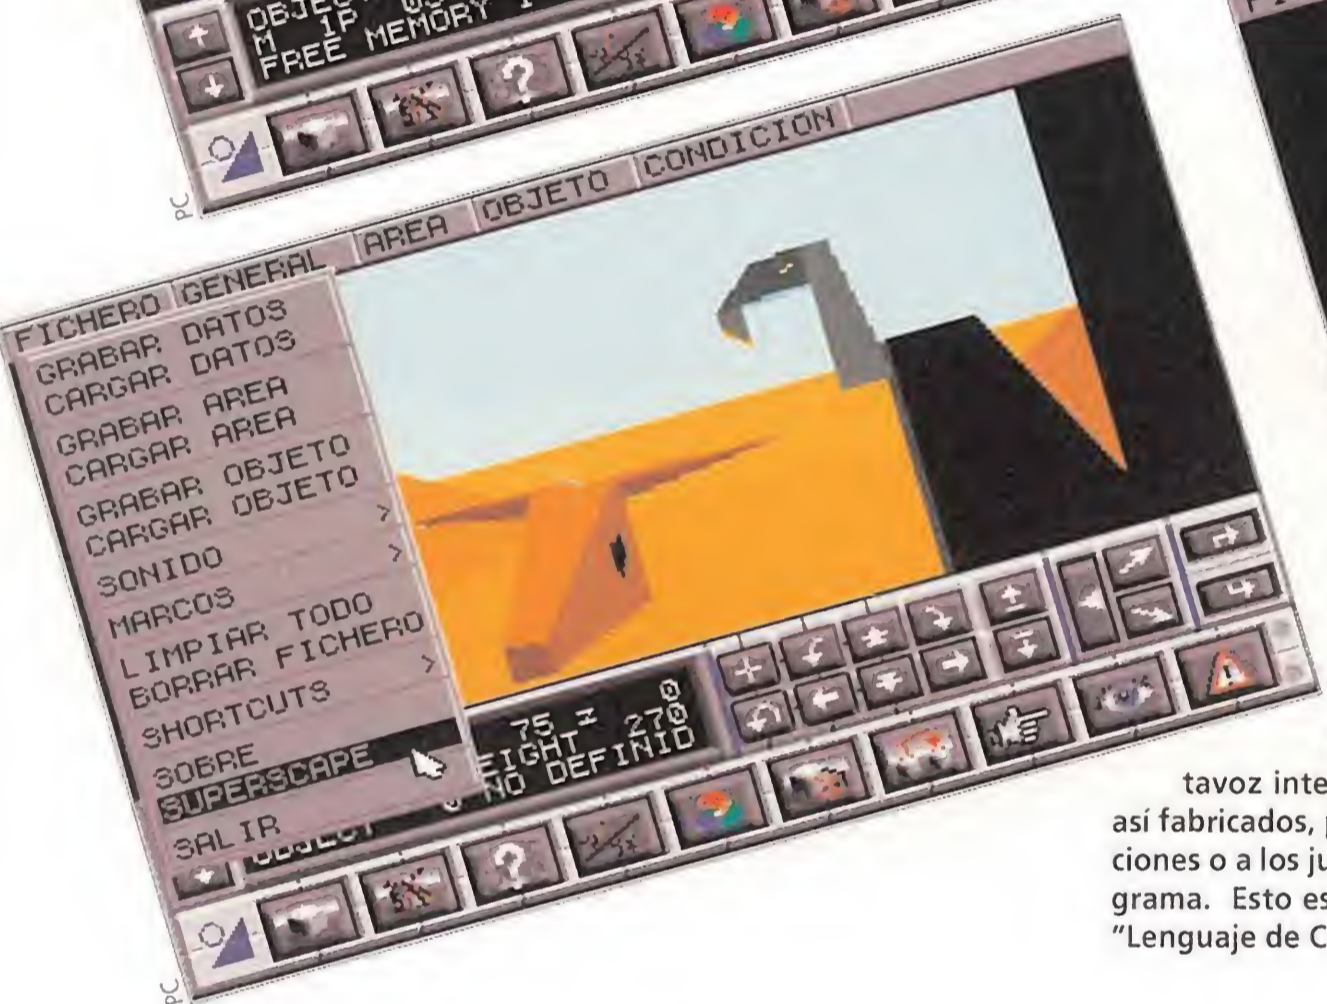 M 1P
FREE MEMORY
PC
FICHERO GENERAL AREA OBJETO CONDICION
GRABAR DATOS
CARGAR DATOS
GRABAR AREA
CARGAR AREA
GRABAR OBJETO
CARGAR OBJETO
SONIDO >
MARCOS >
LIMPIAR TODO
BORRAR FICHERO
SHORTCUTS >
SOBRE
SUPERSCAPE
SALIR
0
75 Z 270
EIGHT 0
NO DEFINID
OBJECT
PC
tavoz inte
así fabricados, p
ciones o a los ju
grama. Esto es
"Lenguaje de C